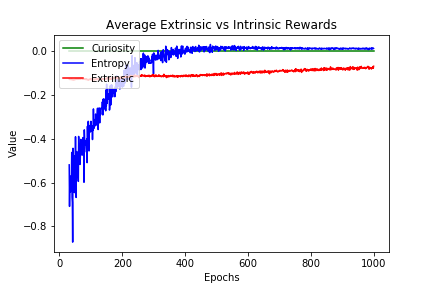 Average Extrinsic vs Intrinsic Rewards
Curiosity
Entropy
Extrinsic
Value
0.0
−0.2
−0.4
−0.6
−0.8
0 200 400 600 800 1000
Epochs